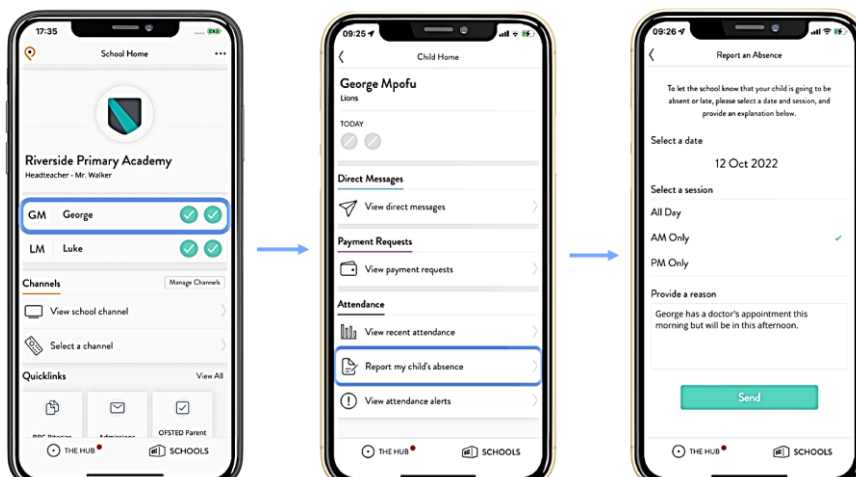 17:35
School Home
Riverside Primary Academy
Headteacher - Mr. Walker
GM George
LM Luke
Channels
Manage Channels
View school channel
Select a channel
Quicklinks
View All
Admissions
OFSTED Parent
THE HUB
SCHOOLS
09:25
Child Home
George Mpofu
Lions
TODAY
Direct Messages
View direct messages
Payment Requests
View payment requests
Attendance
View recent attendance
Report my child's absence
View attendance alerts
THE HUB
SCHOOLS
09:26
Report an Absence
To let the school know that your child is going to be
absent or late, please select a date and session, and
provide an explanation below.
Select a date
12 Oct 2022
Select a session
All Day
AM Only
PM Only
Provide a reason
George has a doctor's appointment this
morning but will be in this afternoon.
Send
THE HUB
SCHOOLS